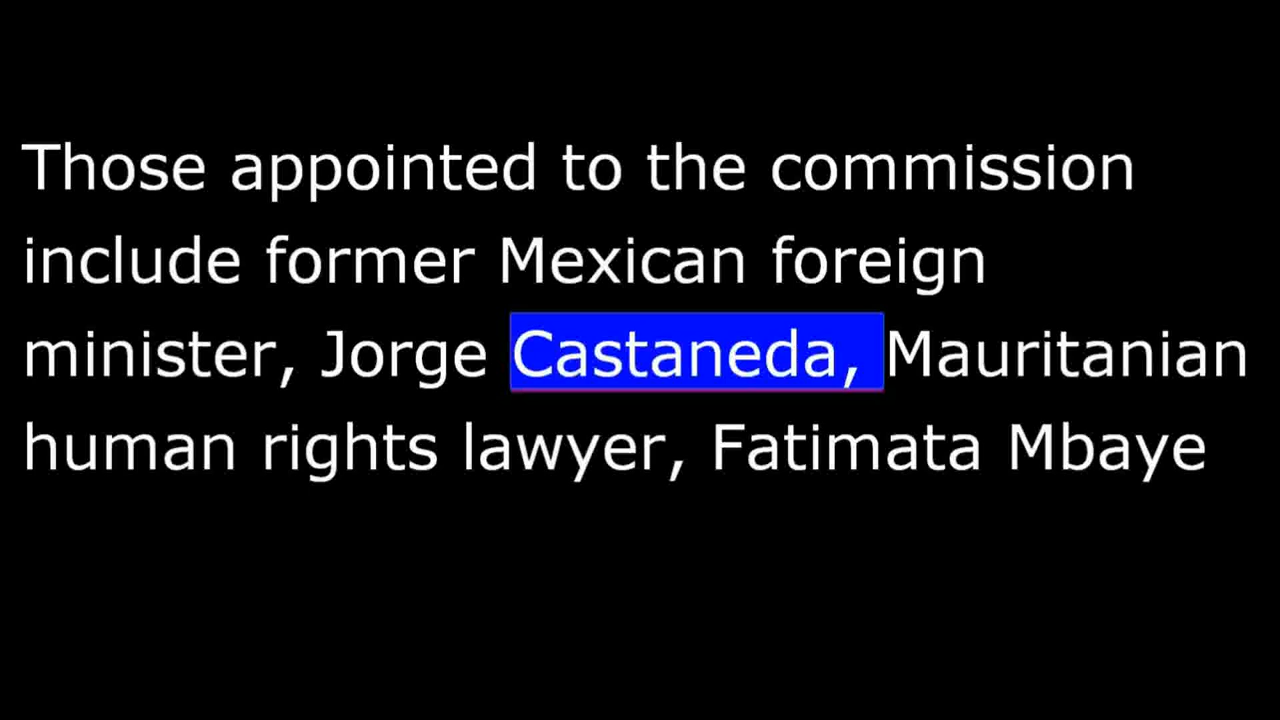 Those appointed to the commission
include former Mexican foreign
minister, Jorge Castaneda, Mauritanian
human rights lawyer, Fatimata Mbaye